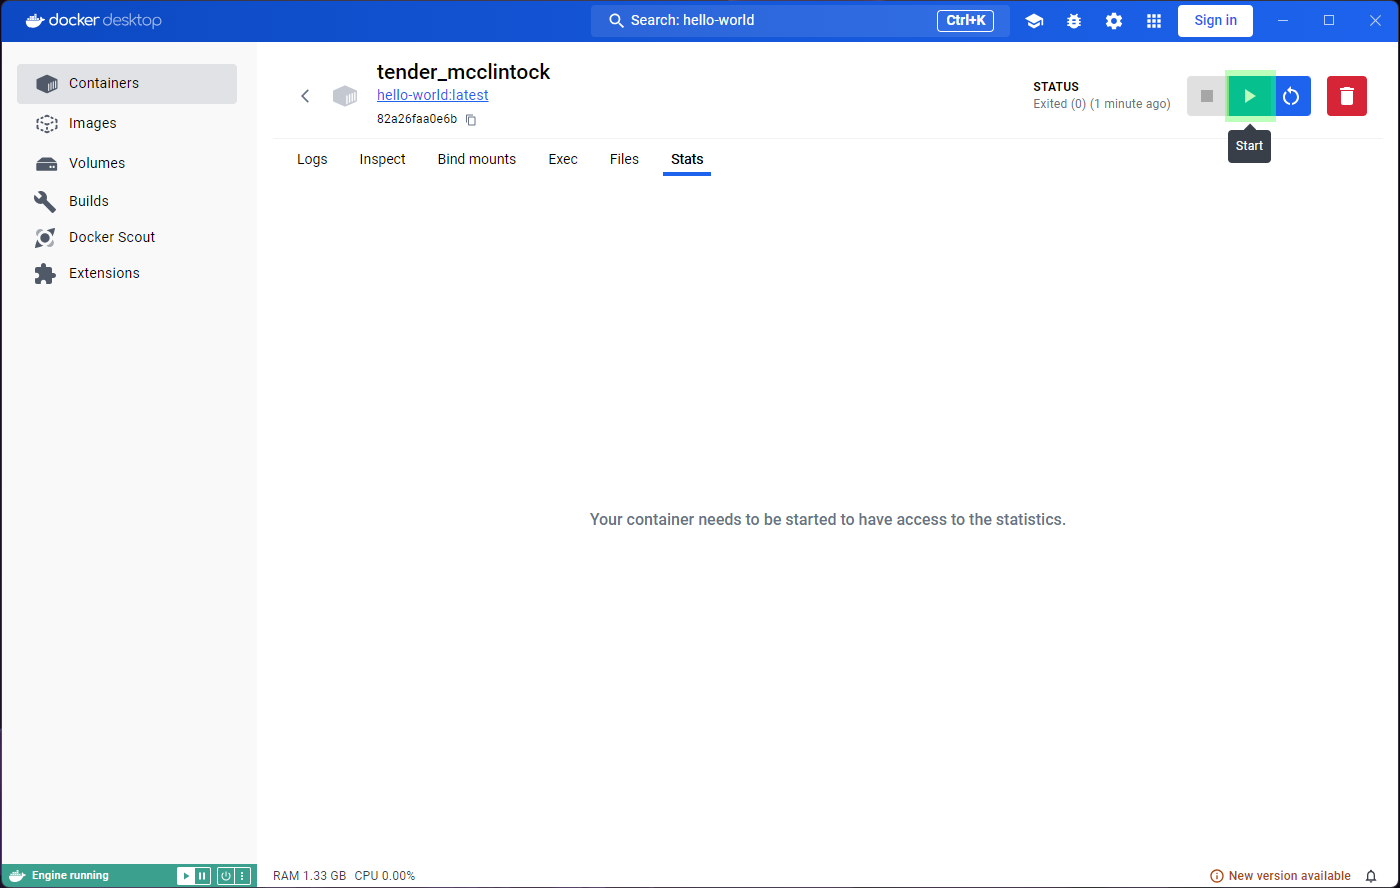 docker desktop
Search: hello-world
Ctrl+K
Sign in
Containers
Images
Volumes
Builds
Docker Scout
Extensions
tender_mcclintock
hello-world:latest
82a26faa0e6b
STATUS
Exited (0) (1 minute ago)
Start
Logs Inspect Bind mounts Exec Files Stats
Your container needs to be started to have access to the statistics.
Engine running
RAM 1.33 GB CPU 0.00%
New version available